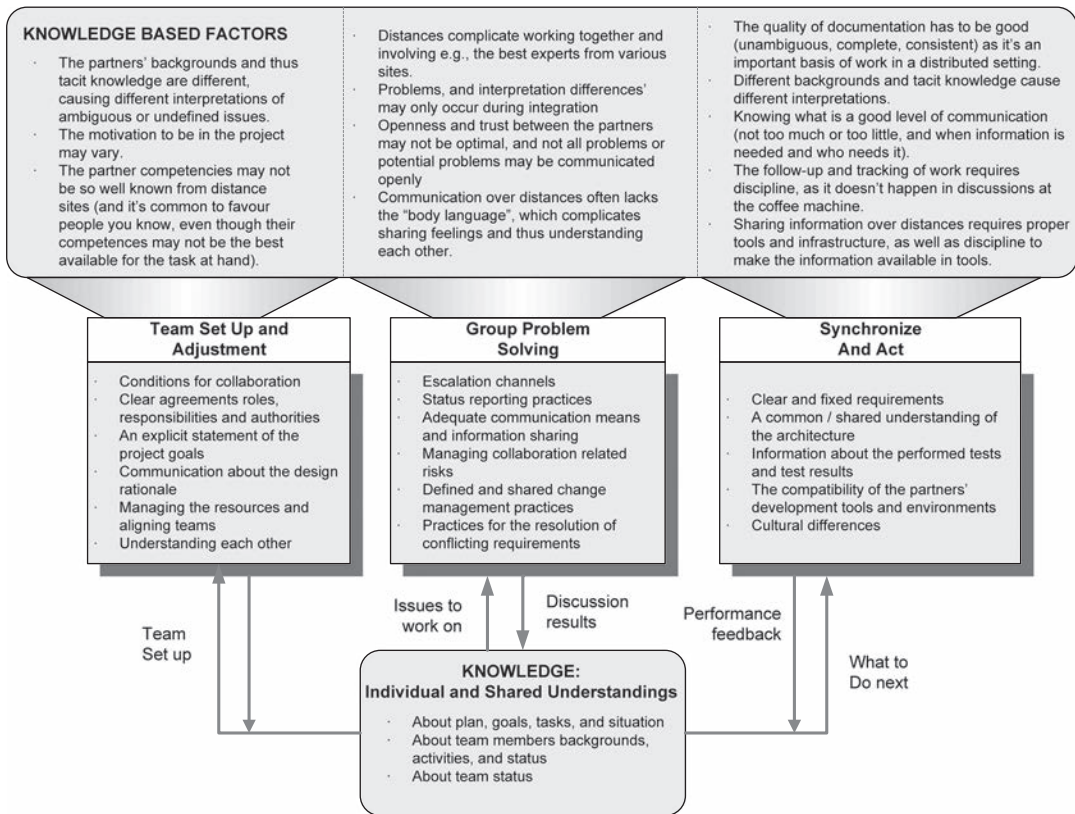 KNOWLEDGE BASED FACTORS
· The partners' backgrounds and thus
tacit knowledge are different,
causing different interpretations of
ambiguous or undefined issues.
· The motivation to be in the project
may vary.
· The partner competencies may not
be so well known from distance
sites (and it's common to favour
people you know, even though their
competences may not be the best
available for the task at hand).
· Distances complicate working together and
involving e.g., the best experts from various
sites.
· Problems, and interpretation differences'
may only occur during integration
· Openness and trust between the partners
may not be optimal, and not all problems or
potential problems may be communicated
openly
· Communication over distances often lacks
the “body language”, which complicates
sharing feelings and thus understanding
each other.
· The quality of documentation has to be good
(unambiguous, complete, consistent) as it's an
important basis of work in a distributed setting.
· Different backgrounds and tacit knowledge cause
different interpretations.
· Knowing what is a good level of communication
(not too much or too little, and when information is
needed and who needs it).
· The follow-up and tracking of work requires
discipline, as it doesn't happen in discussions at
the coffee machine.
· Sharing information over distances requires proper
tools and infrastructure, as well as discipline to
make the information available in tools.
Team Set Up and
Adjustment
· Conditions for collaboration
· Clear agreements roles,
responsibilities and authorities
· An explicit statement of the
project goals
· Communication about the design
rationale
· Managing the resources and
aligning teams
· Understanding each other
Group Problem
Solving
· Escalation channels
· Status reporting practices
· Adequate communication means
and information sharing
· Managing collaboration related
risks
· Defined and shared change
management practices
· Practices for the resolution of
conflicting requirements
Synchronize
And Act
· Clear and fixed requirements
· A common / shared understanding of
the architecture
· Information about the performed tests
and test results
· The compatibility of the partners'
development tools and environments
· Cultural differences
Team
Set up
Issues to
work on
Discussion
results
Performance
feedback
What to
Do next
KNOWLEDGE:
Individual and Shared Understandings
· About plan, goals, tasks, and situation
· About team members backgrounds,
activities, and status
· About team status